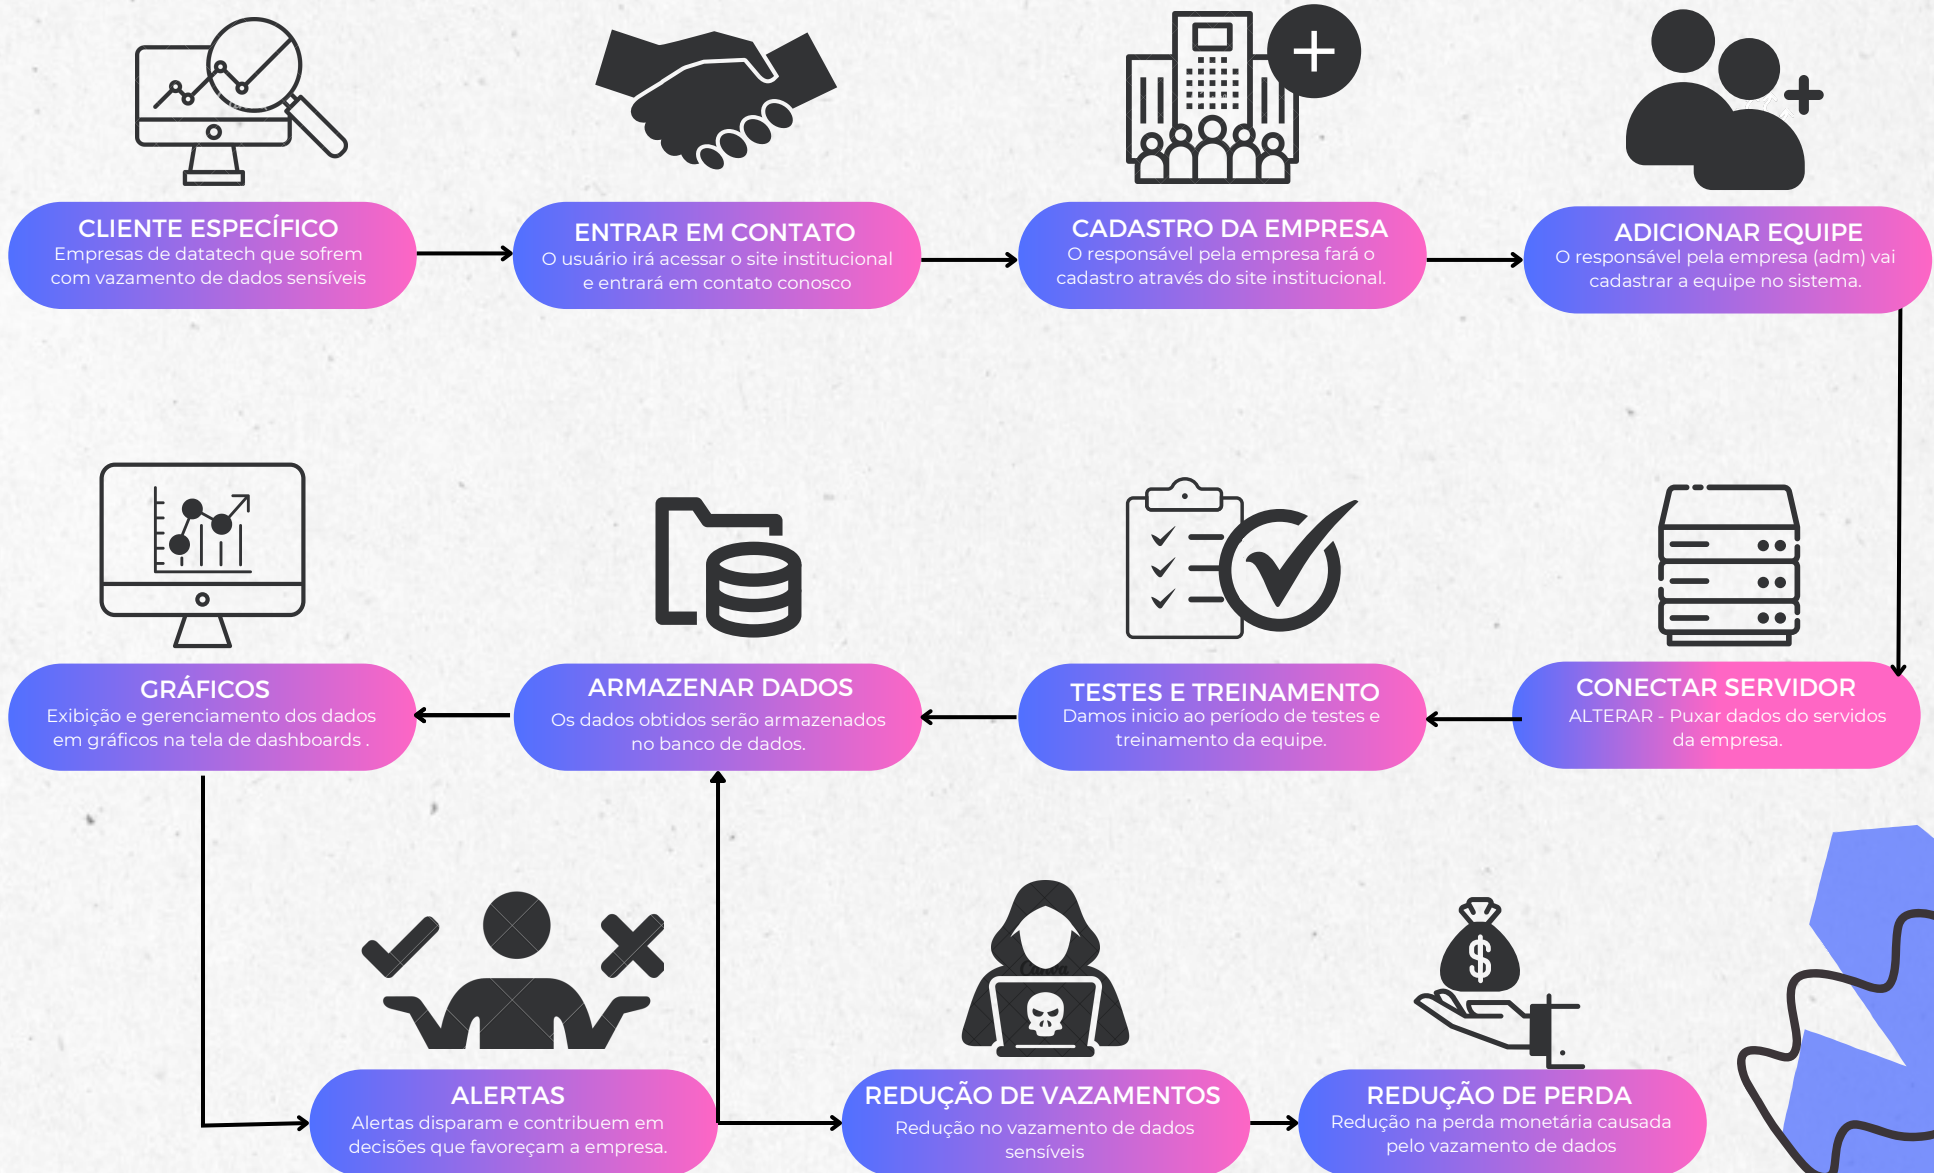 CLIENTE ESPECÍFICO
Empresas de datatech que sofrem
com vazamento de dados sensíveis
ENTRAR EM CONTATO
O usuário irá acessar o site institucional
e entrará em contato conosco
CADASTRO DA EMPRESA
O responsável pela empresa fará o
cadastro através do site institucional.
ADICIONAR EQUIPE
O responsável pela empresa (adm) vai
cadastrar a equipe no sistema.
GRÁFICOS
Exibição e gerenciamento dos dados
em gráficos na tela de dashboards .
ARMAZENAR DADOS
Os dados obtidos serão armazenados
no banco de dados.
TESTES E TREINAMENTO
Damos inicio ao período de testes e
treinamento da equipe.
CONECTAR SERVIDOR
ALTERAR - Puxar dados do servidos
da empresa.
$
Canva
$
ALERTAS
Alertas disparam e contribuem em
decisões que favoreçam a empresa.
REDUÇÃO DE VAZAMENTOS
Redução no vazamento de dados
sensíveis
REDUÇÃO DE PERDA
Redução na perda monetária causada
pelo vazamento de dados